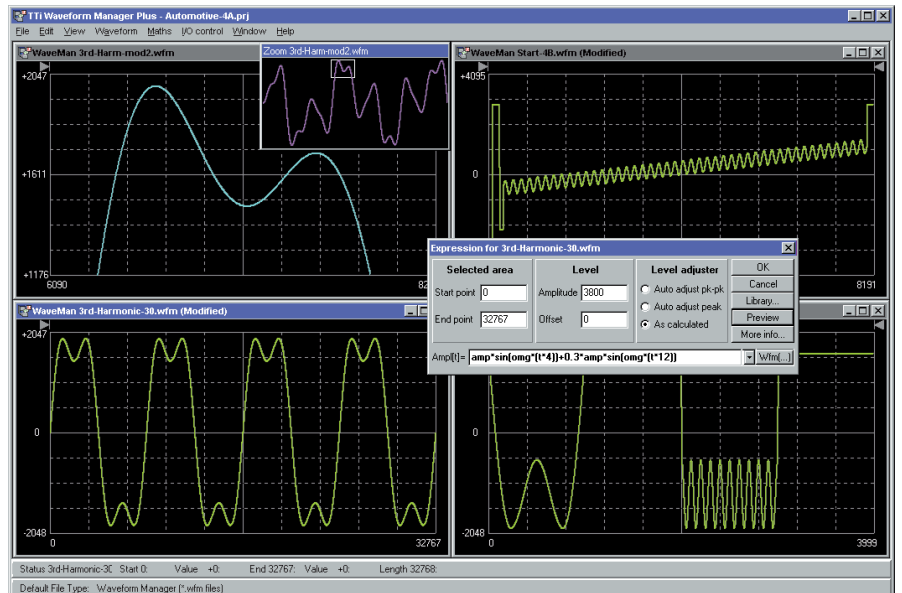 TTi Waveform Manager Plus - Automotive-4A.prj
File Edit View Waveform Maths I/O control Window Help
WaveMan 3rd-Harm-mod2.wfm
Zoom 3rd-Harm-mod2.wfm
WaveMan Start-4B.wfm (Modified)
+2047
+1611
+1176
6090
82
+4095
0
8191
Expression for 3rd-Harmonic-30.wfm
Selected area
Start point 0
End point 32767
Level
Amplitude 3800
Offset 0
Level adjuster
Auto adjust pk-pk
Auto adjust peak
As calculated
OK
Cancel
Library...
Preview
More info...
Ampl[t]= amp*sin(omg*(t*4))+0.3*amp*sin(omg*(t*12))
Wfm(...)
WaveMan 3rd-Harmonic-30.wfm (Modified)
+2047
0
-2048
0
32767
0
-2048
0
3999
Status 3rd-Harmonic-3( Start 0: Value +0: End 32767: Value +0: Length 32768:
Default File Type: Waveform Manager (*.wfm files)